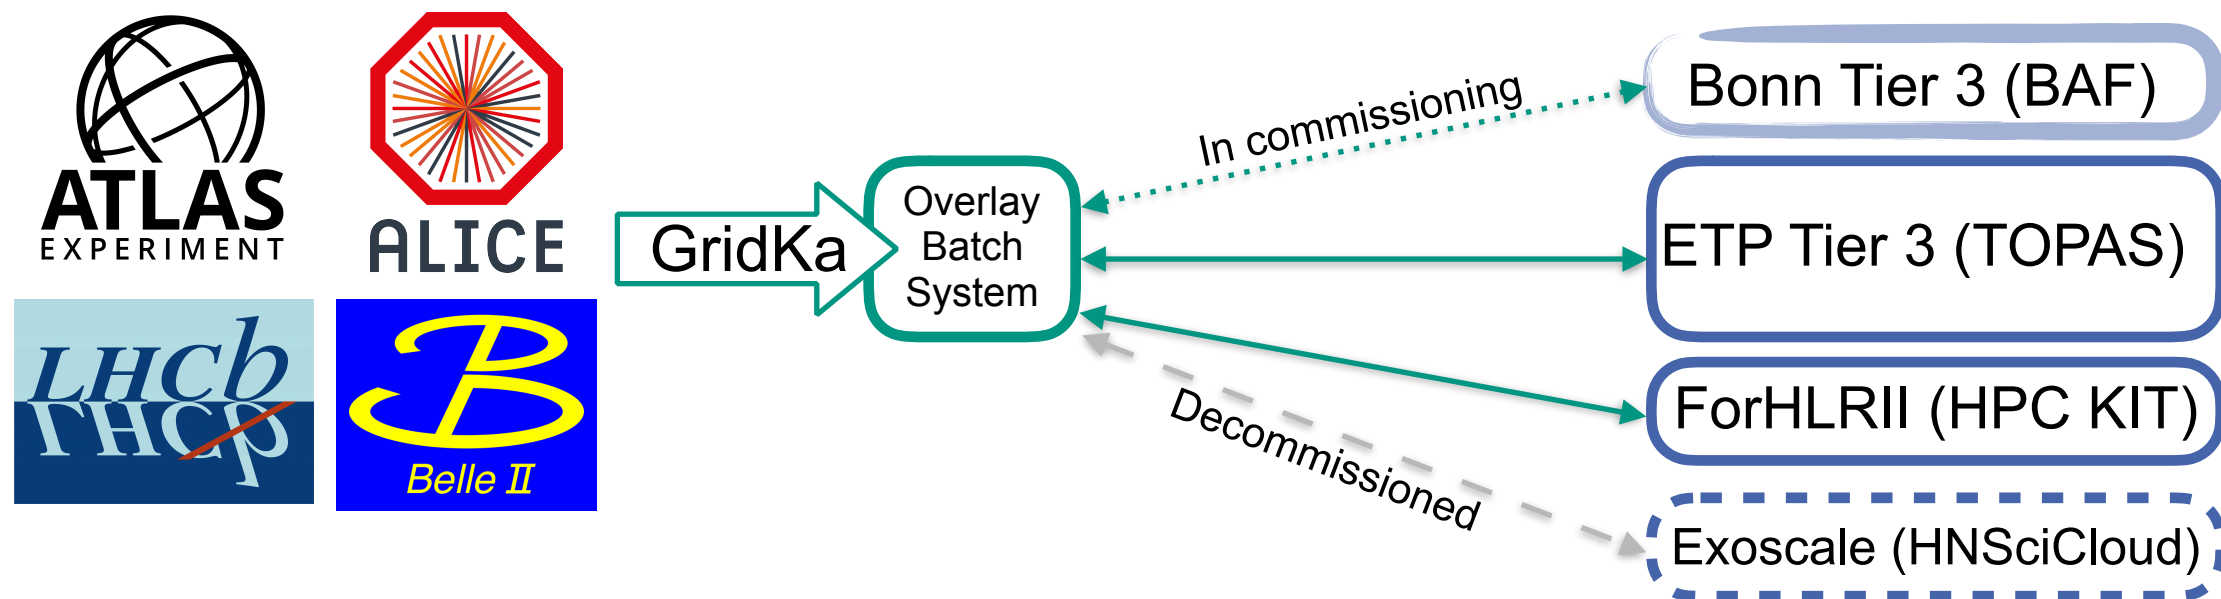 ATLAS
EXPERIMENT
ALICE
LHCb
LHCb
Belle II
GridKa
Overlay
Batch
System
In commissioning
Decommissioned
Bonn Tier 3 (BAF)
ETP Tier 3 (TOPAS)
ForHLRII (HPC KIT)
Exoscale (HNSciCloud)